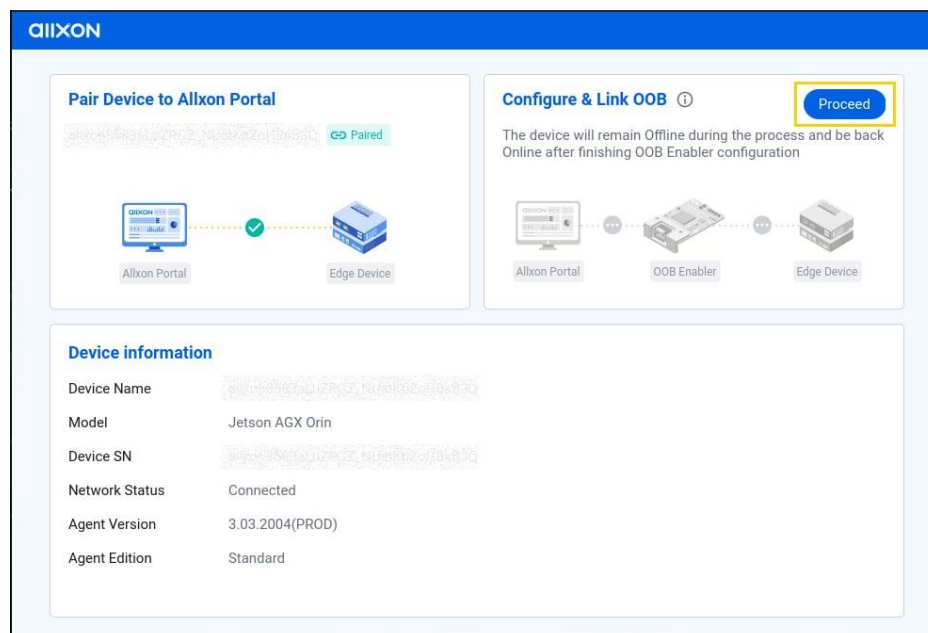 allxon
Pair Device to Allxon Portal
Paired
Allxon Portal
Edge Device
Configure & Link OOB
Proceed
The device will remain Offline during the process and be back
Online after finishing OOB Enabler configuration
Allxon Portal
OOB Enabler
Edge Device
Device information
Device Name
Model Jetson AGX Orin
Device SN
Network Status Connected
Agent Version 3.03.2004(PROD)
Agent Edition Standard